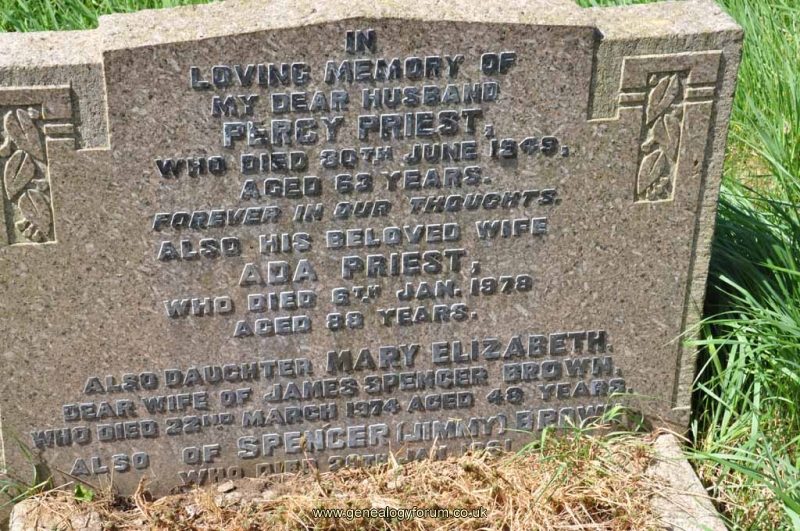 IN
LOVING MEMORY OF
MY DEAR HUSBAND
PERCY PRIEST,
WHO DIED 30TH JUNE 1949,
AGED 63 YEARS.
FOREVER IN OUR THOUGHTS.
ALSO HIS BELOVED WIFE
ADA PRIEST,
WHO DIED 6TH JAN. 1978
AGED 88 YEARS.
ALSO DAUGHTER MARY ELIZABETH
DEAR WIFE OF JAMES SPENCER BROWN.
WHO DIED 22ND MARCH 1974 AGED 48 YEARS.
ALSO OF SPENCER (JIMMY) BROWN
WHO DIED
www.genealogyforum.co.uk